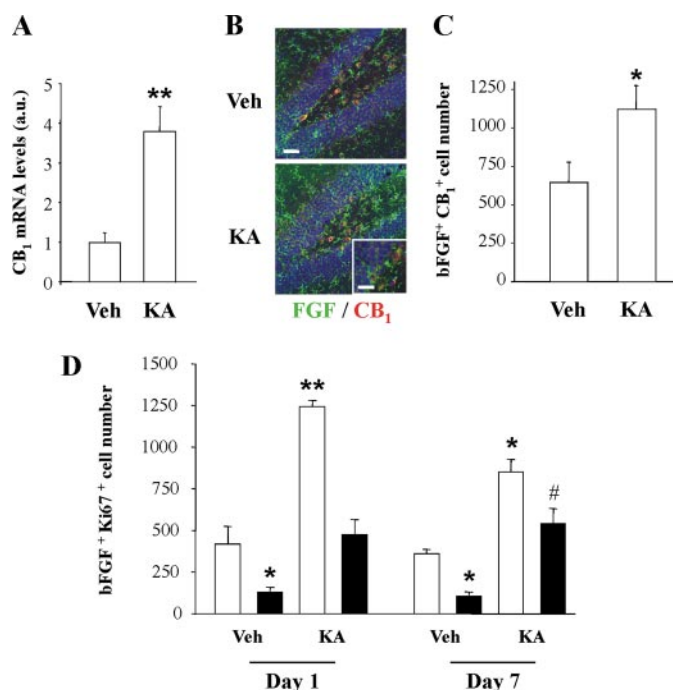 A
CB₁ mRNA levels (a.u.)
5
4
3
2
1
0
**
Veh KA
B
Veh
KA
FGF / CB₁
C
bFGF⁺ CB₁⁺ cell number
1250
1000
750
500
250
0
*
Veh KA
D
bFGF⁺ Ki67⁺ cell number
1500
1250
1000
750
500
250
0
*
**
*
*
#
Veh KA Veh KA
Day 1 Day 7